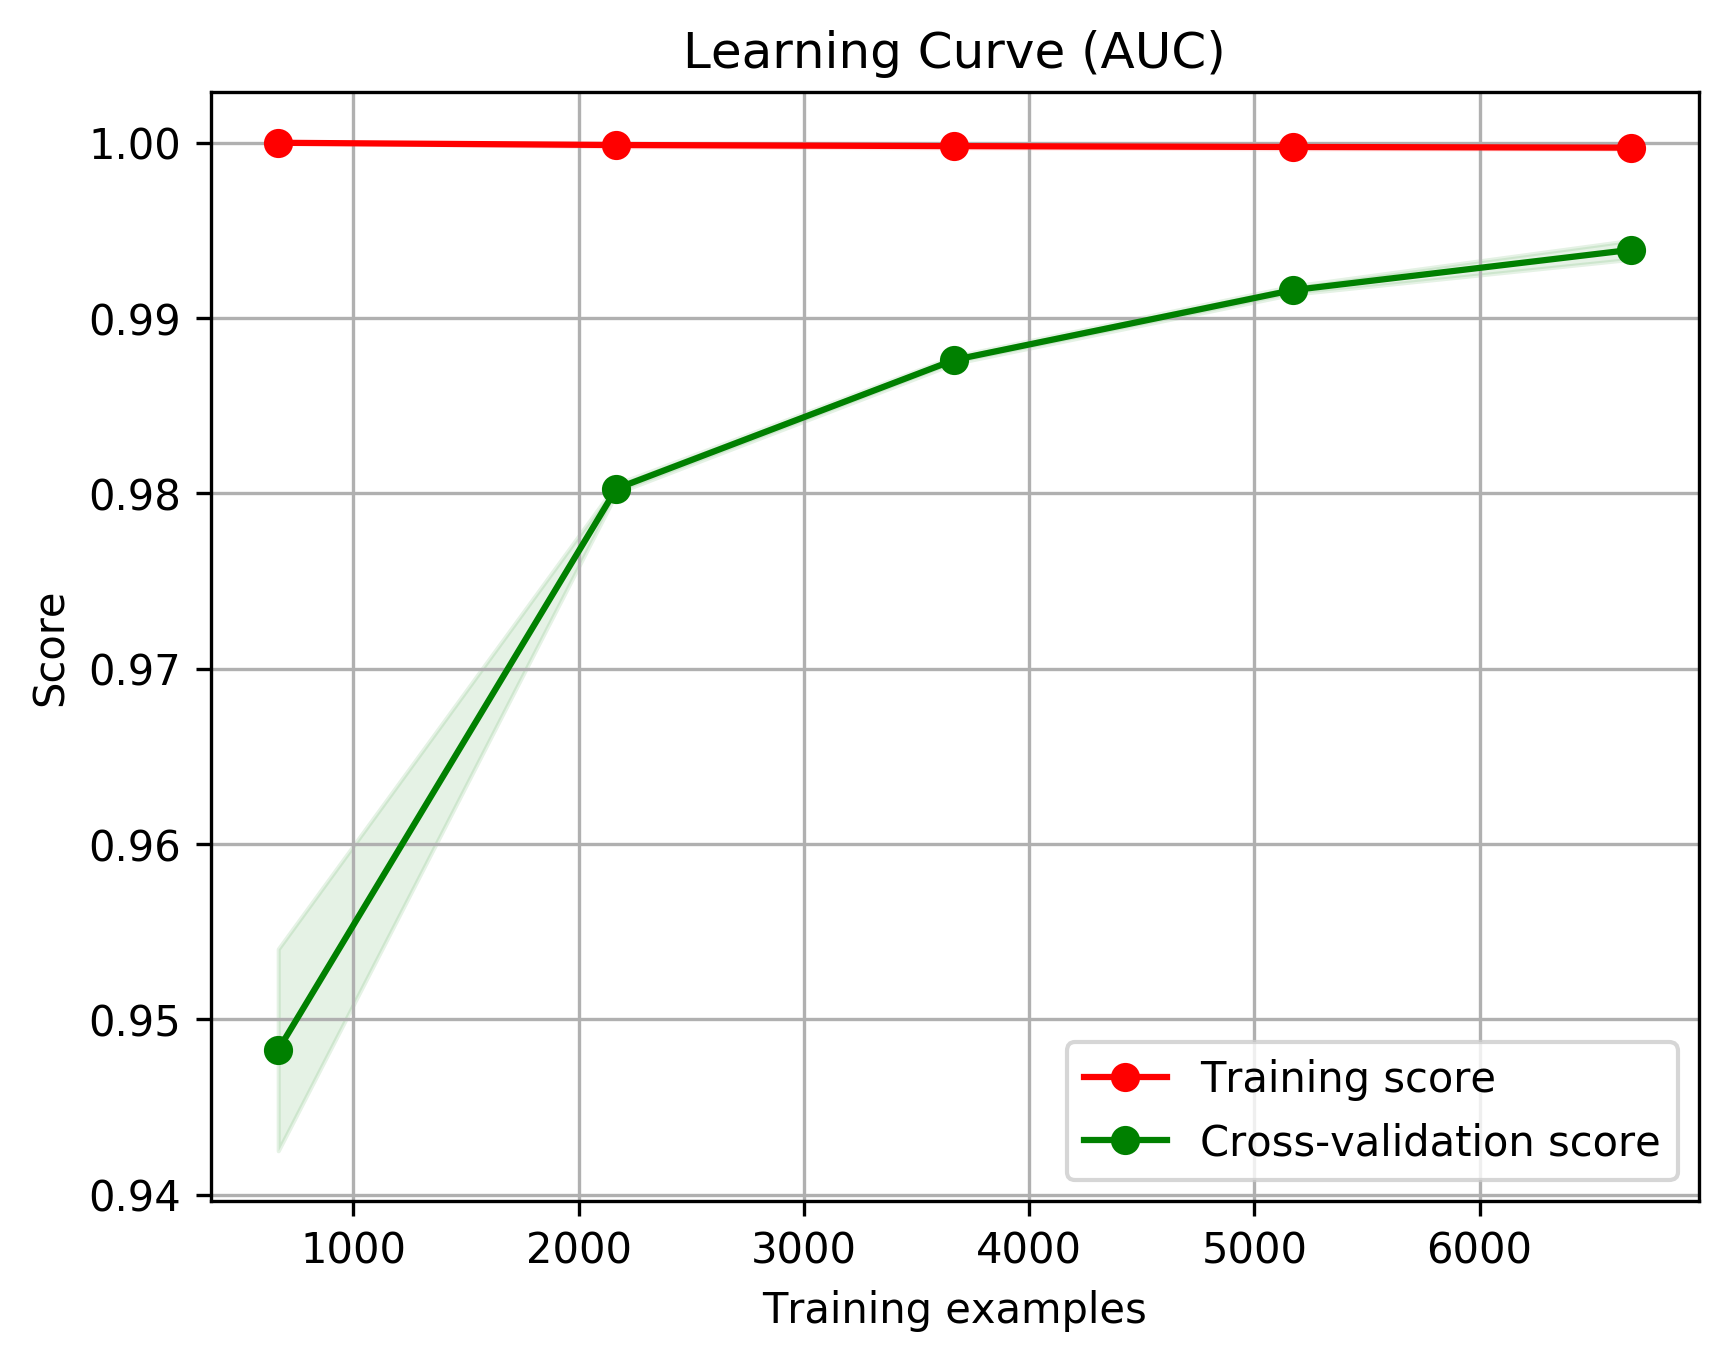 Learning Curve (AUC)
1.00
0.99
0.98
0.97
0.96
0.95
0.94
Score
Training score
Cross-validation score
1000 2000 3000 4000 5000 6000
Training examples